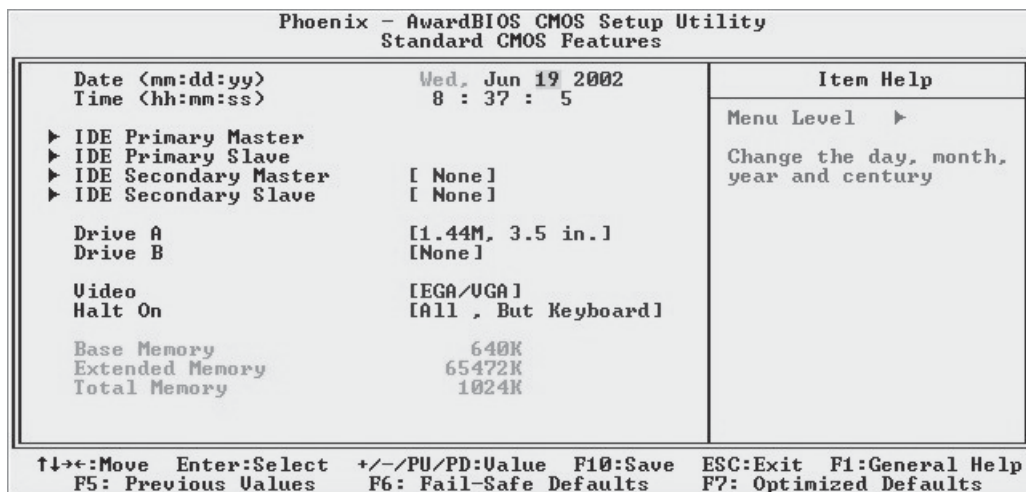 Phoenix - AwardBIOS CMOS Setup Utility
Standard CMOS Features
Date (mm:dd:yy) Wed, Jun 19 2002
Time (hh:mm:ss) 8 : 37 : 5
▶ IDE Primary Master
▶ IDE Primary Slave
▶ IDE Secondary Master [ None]
▶ IDE Secondary Slave [ None]
Drive A [1.44M, 3.5 in.]
Drive B [None]
Video [EGA/VGA]
Halt On [All , But Keyboard]
Base Memory 640K
Extended Memory 65472K
Total Memory 1024K
Item Help
Menu Level ▶
Change the day, month,
year and century
↑↓→←:Move Enter:Select +/-/PU/PD:Value F10:Save ESC:Exit F1:General Help
F5: Previous Values F6: Fail-Safe Defaults F7: Optimized Defaults